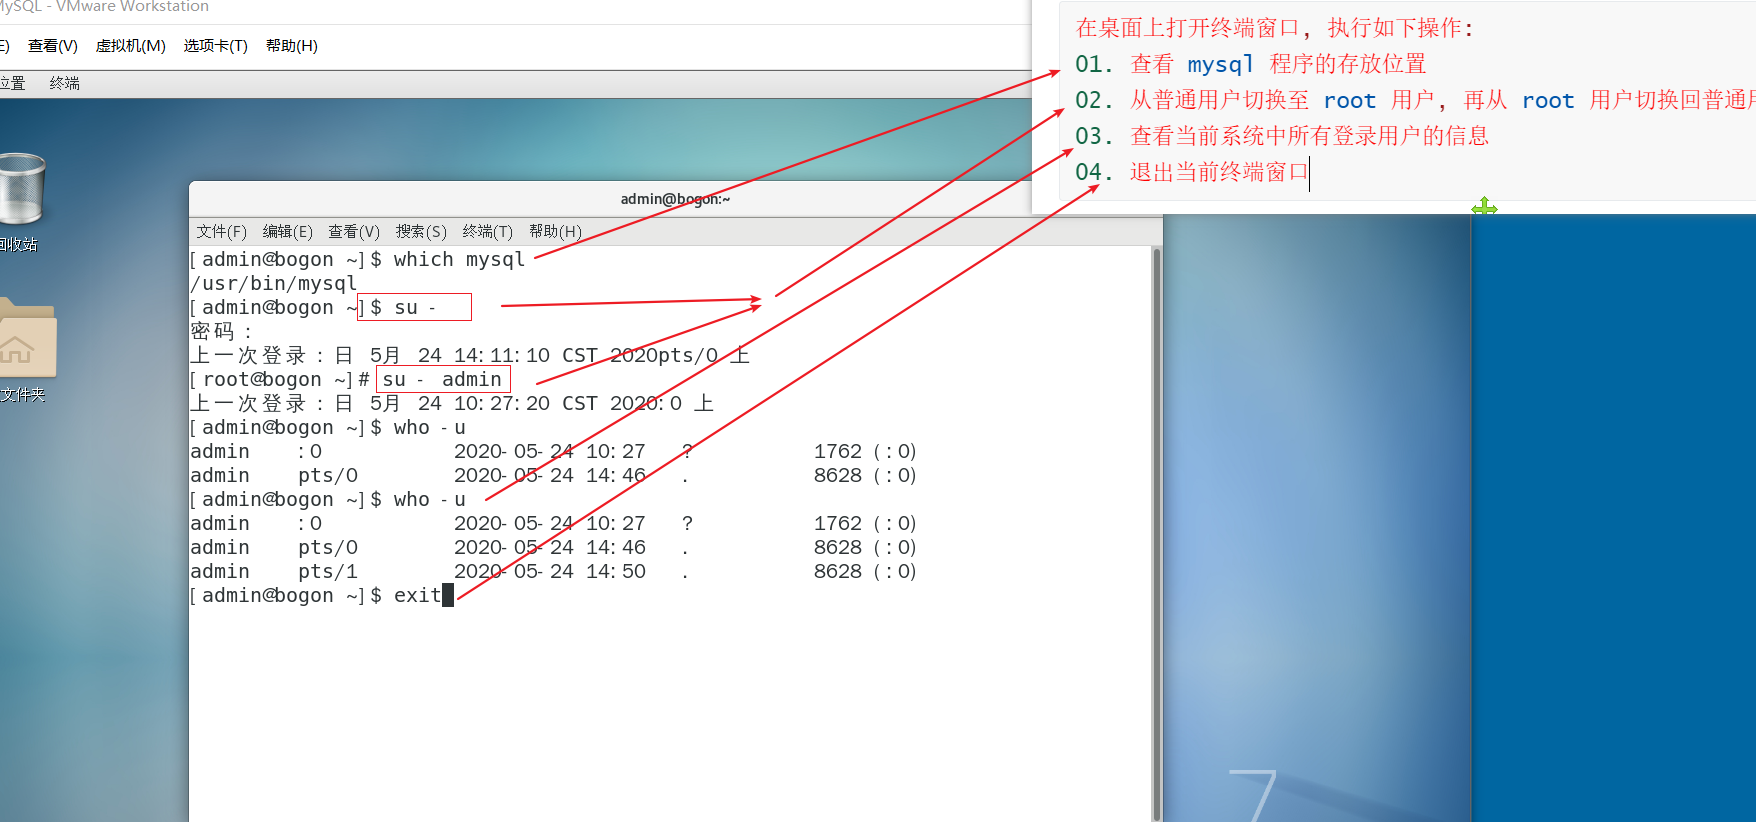 MySQL - VMware Workstation
E) 查看(V) 虚拟机(M) 选项卡(T) 帮助(H)
位置 终端
在桌面上打开终端窗口，执行如下操作：
01. 查看 mysql 程序的存放位置
02. 从普通用户切换至 root 用户，再从 root 用户切换回普通用
03. 查看当前系统中所有登录用户的信息
04. 退出当前终端窗口
回收站
文件夹
admin@bogon:~
文件(F) 编辑(E) 查看(V) 搜索(S) 终端(T) 帮助(H)
[admin@bogon ~]$ which mysql
/usr/bin/mysql
[admin@bogon ~]$ su -
密码：
上一次登录：日 5月 24 14:11:10 CST 2020pts/0 上
[root@bogon ~]# su - admin
上一次登录：日 5月 24 10:27:20 CST 2020:0 上
[admin@bogon ~]$ who -u
admin :0 2020-05-24 10:27 ? 1762 (:0)
admin pts/0 2020-05-24 14:46 . 8628 (:0)
[admin@bogon ~]$ who -u
admin :0 2020-05-24 10:27 ? 1762 (:0)
admin pts/0 2020-05-24 14:46 . 8628 (:0)
admin pts/1 2020-05-24 14:50 . 8628 (:0)
[admin@bogon ~]$ exit
7